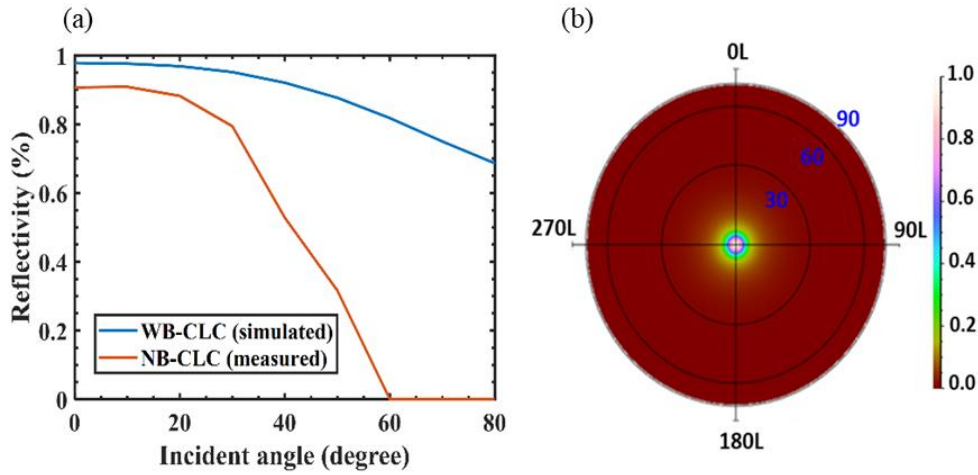 (a)
Reflectivity (%)
1
0.8
0.6
0.4
0.2
0
WB-CLC (simulated)
NB-CLC (measured)
0
20
40
60
80
Incident angle (degree)
(b)
0L
90
60
30
270L
90L
180L
1.0
0.8
0.6
0.4
0.2
0.0